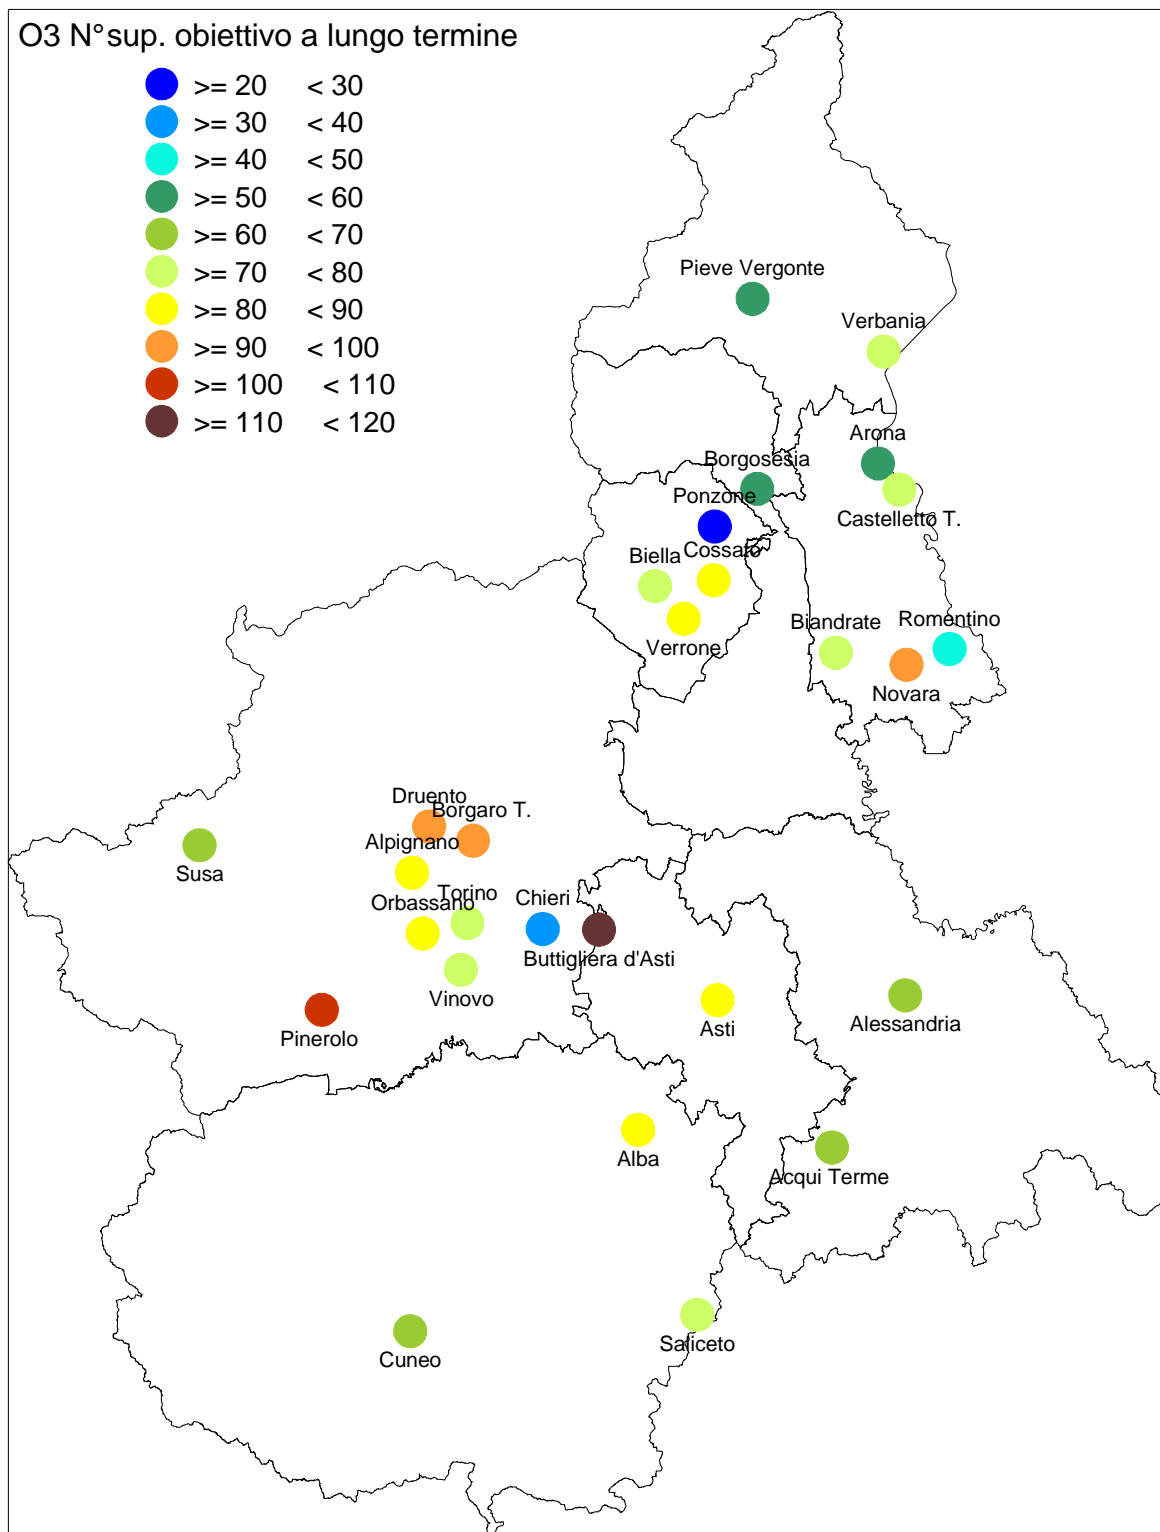 O3 N° sup. obiettivo a lungo termine
>= 20 < 30
>= 30 < 40
>= 40 < 50
>= 50 < 60
>= 60 < 70
>= 70 < 80
>= 80 < 90
>= 90 < 100
>= 100 < 110
>= 110 < 120
Pieve Vergonte
Verbania
Arona
Borgosesia
Ponzone
Castelletto T.
Biella
Cossato
Verrone
Biandrate
Romentino
Novara
Druento
Borgaro T.
Alpignano
Susa
Torino
Chieri
Orbassano
Buttigliera d'Asti
Vinovo
Pinerolo
Asti
Alessandria
Alba
Acqui Terme
Saliceto
Cuneo